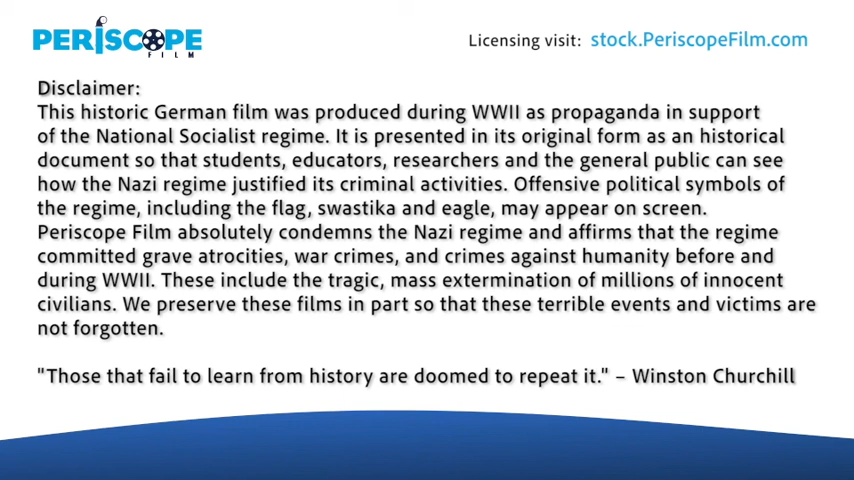 PERISCOPE
FILM
Licensing visit: stock.PeriscopeFilm.com
Disclaimer:
This historic German film was produced during WWII as propaganda in support
of the National Socialist regime. It is presented in its original form as an historical
document so that students, educators, researchers and the general public can see
how the Nazi regime justified its criminal activities. Offensive political symbols of
the regime, including the flag, swastika and eagle, may appear on screen.
Periscope Film absolutely condemns the Nazi regime and affirms that the regime
committed grave atrocities, war crimes, and crimes against humanity before and
during WWII. These include the tragic, mass extermination of millions of innocent
civilians. We preserve these films in part so that these terrible events and victims are
not forgotten.
"Those that fail to learn from history are doomed to repeat it." – Winston Churchill